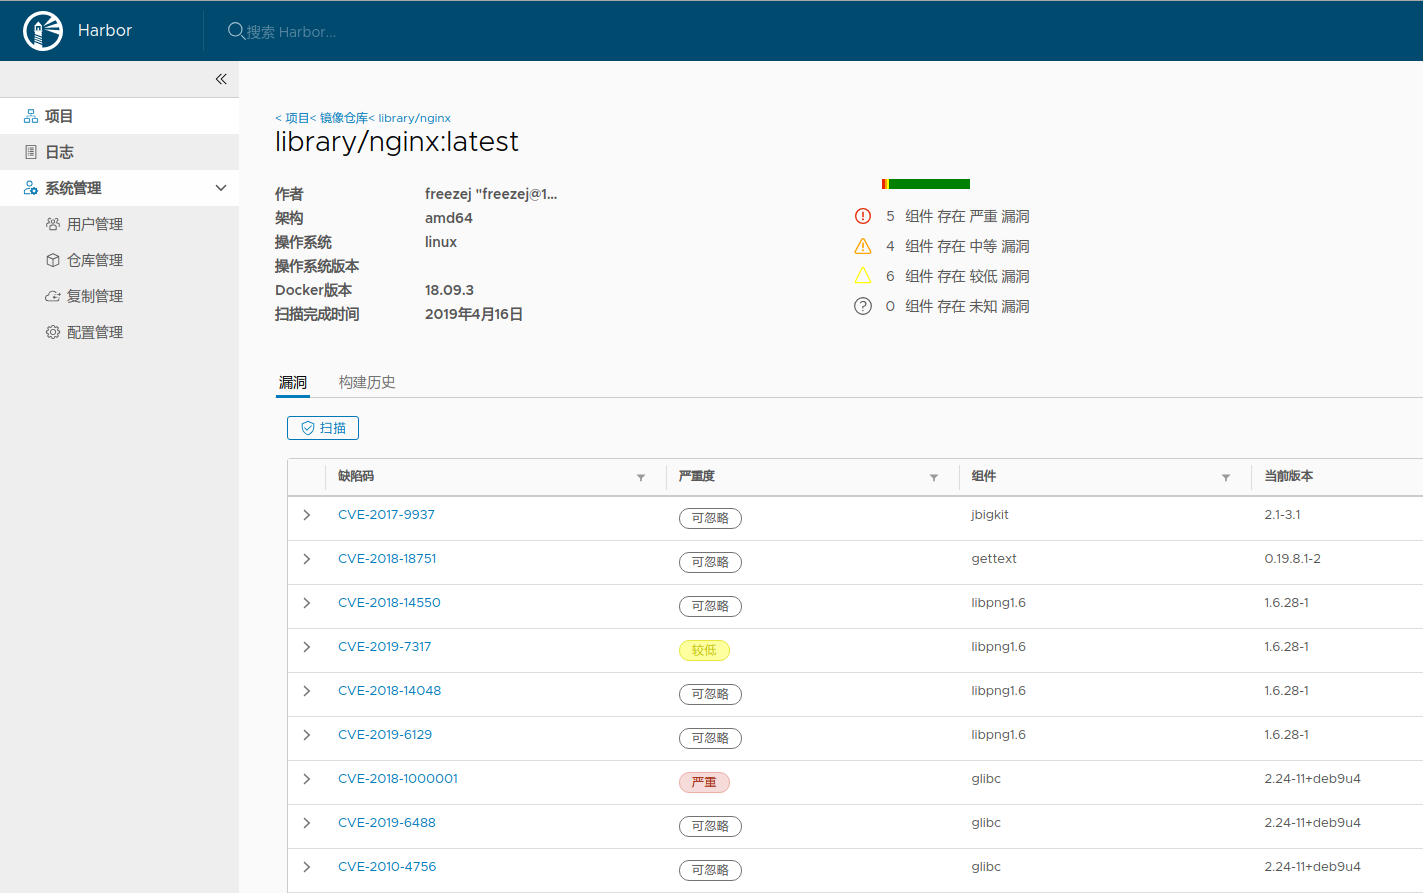 Harbor
搜索 Harbor...
项目
日志
系统管理
用户管理
仓库管理
复制管理
配置管理
< 项目< 镜像仓库< library/nginx
library/nginx:latest
作者 freezej "freezej@1...
架构 amd64
操作系统 linux
操作系统版本
Docker版本 18.09.3
扫描完成时间 2019年4月16日
5 组件 存在 严重 漏洞
4 组件 存在 中等 漏洞
6 组件 存在 较低 漏洞
0 组件 存在 未知 漏洞
漏洞 构建历史
扫描
缺陷码 严重度 组件 当前版本
CVE-2017-9937 可忽略 jbigkit 2.1-3.1
CVE-2018-18751 可忽略 gettext 0.19.8.1-2
CVE-2018-14550 可忽略 libpng1.6 1.6.28-1
CVE-2019-7317 较低 libpng1.6 1.6.28-1
CVE-2018-14048 可忽略 libpng1.6 1.6.28-1
CVE-2019-6129 可忽略 libpng1.6 1.6.28-1
CVE-2018-1000001 严重 glibc 2.24-11+deb9u4
CVE-2019-6488 可忽略 glibc 2.24-11+deb9u4
CVE-2010-4756 可忽略 glibc 2.24-11+deb9u4